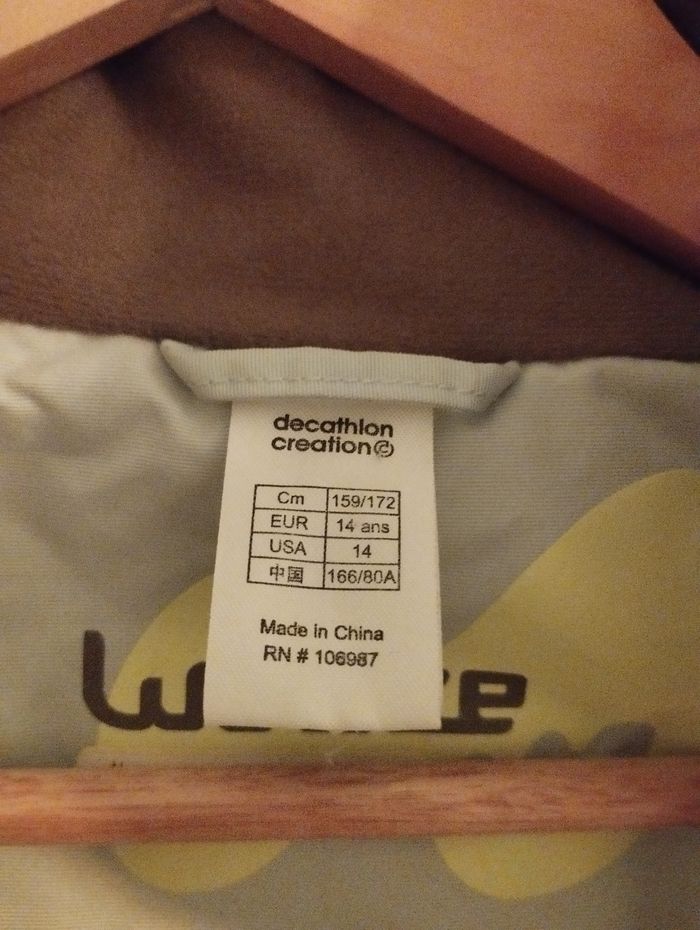 decathlon
creation©
Cm 159/172
EUR 14 ans
USA 14
中国 166/80A
Made in China
RN # 106987